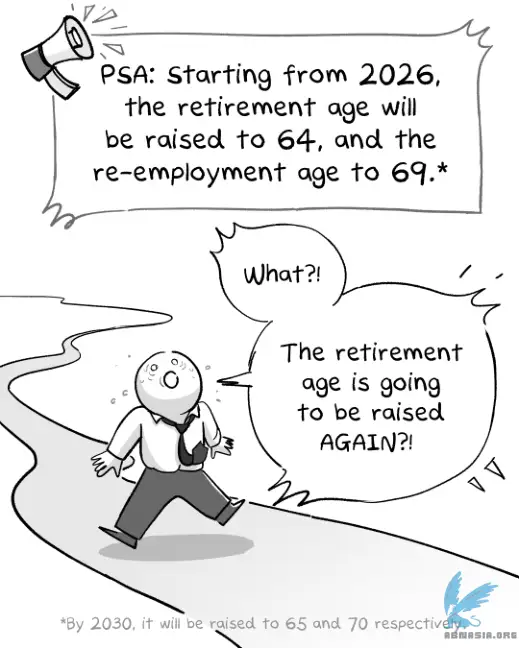 PSA: Starting from 2026,
the retirement age will
be raised to 64, and the
re-employment age to 69.*
What?!
The retirement
age is going
to be raised
AGAIN?!
*By 2030, it will be raised to 65 and 70 respectively.
ABNASIA.ORG